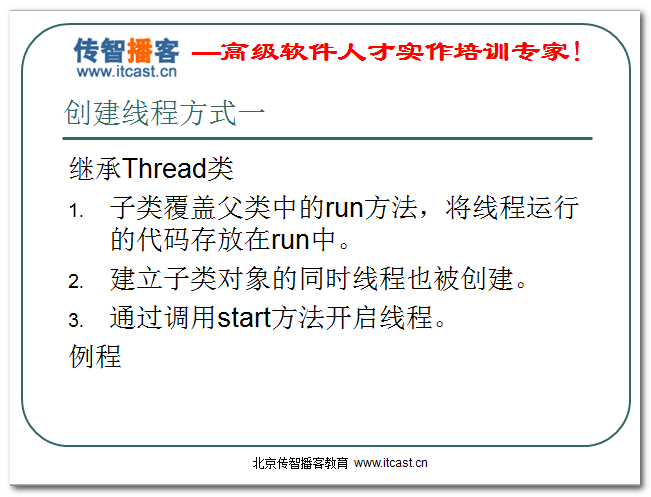 传智播客 —高级软件人才实作培训专家!
www.itcast.cn
创建线程方式一
继承Thread类
1. 子类覆盖父类中的run方法，将线程运行
的代码存放在run中。
2. 建立子类对象的同时线程也被创建。
3. 通过调用start方法开启线程。
例程
北京传智播客教育 www.itcast.cn